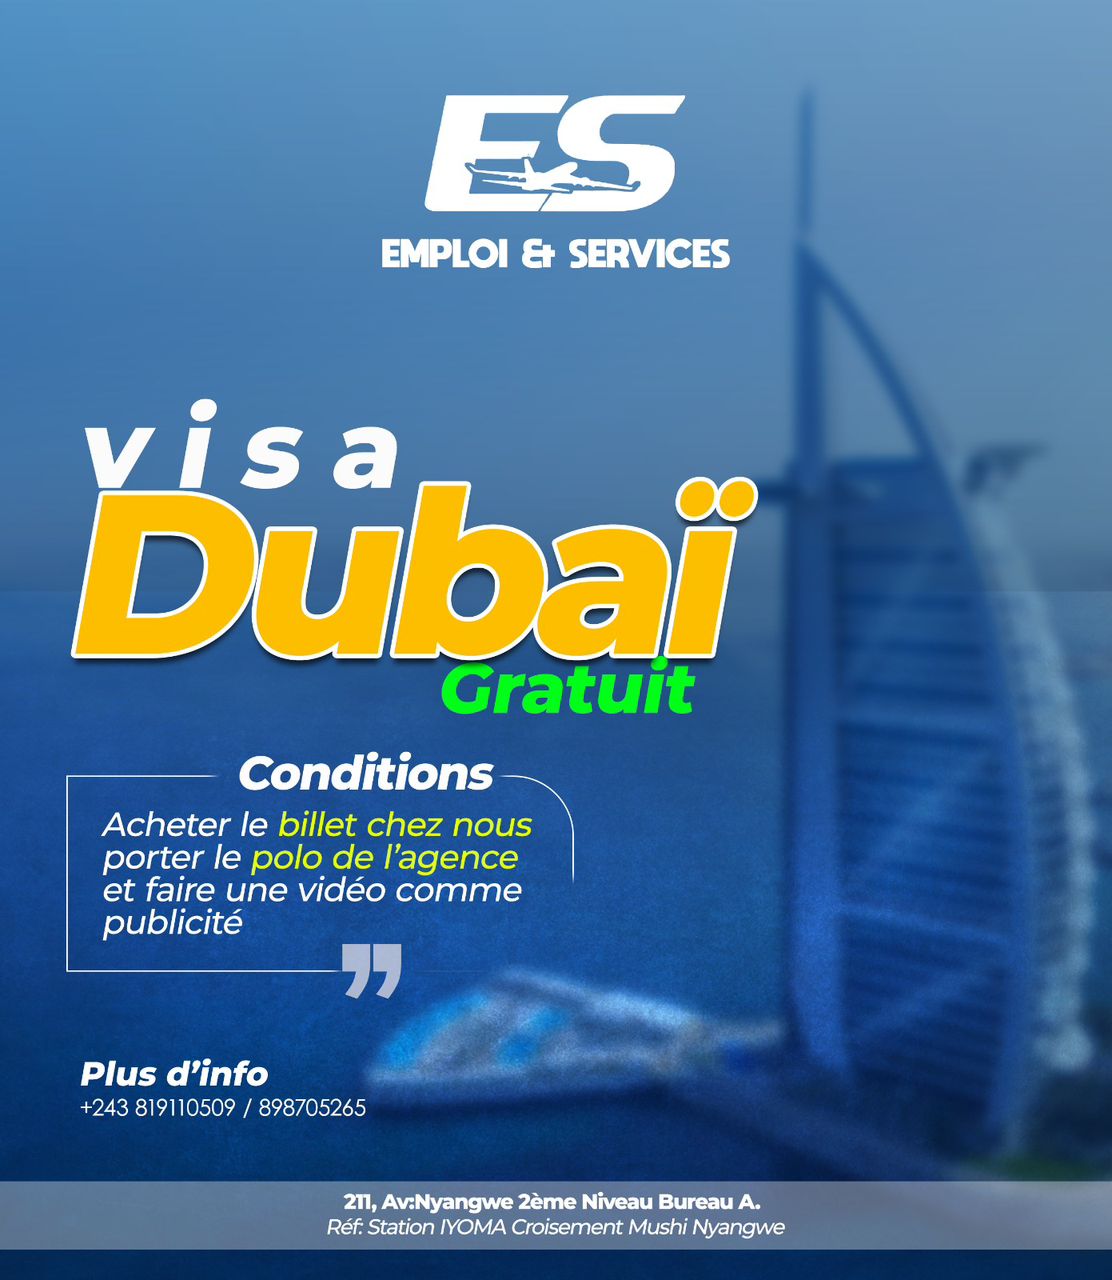 ES
EMPLOI & SERVICES
visa
Dubaï
Gratuit
Conditions
Acheter le billet chez nous
porter le polo de l'agence
et faire une vidéo comme
publicité
”
Plus d'info
+243 819110509 / 898705265
211, Av:Nyangwe 2ème Niveau Bureau A.
Réf: Station IYOMA Croisement Mushi Nyangwe